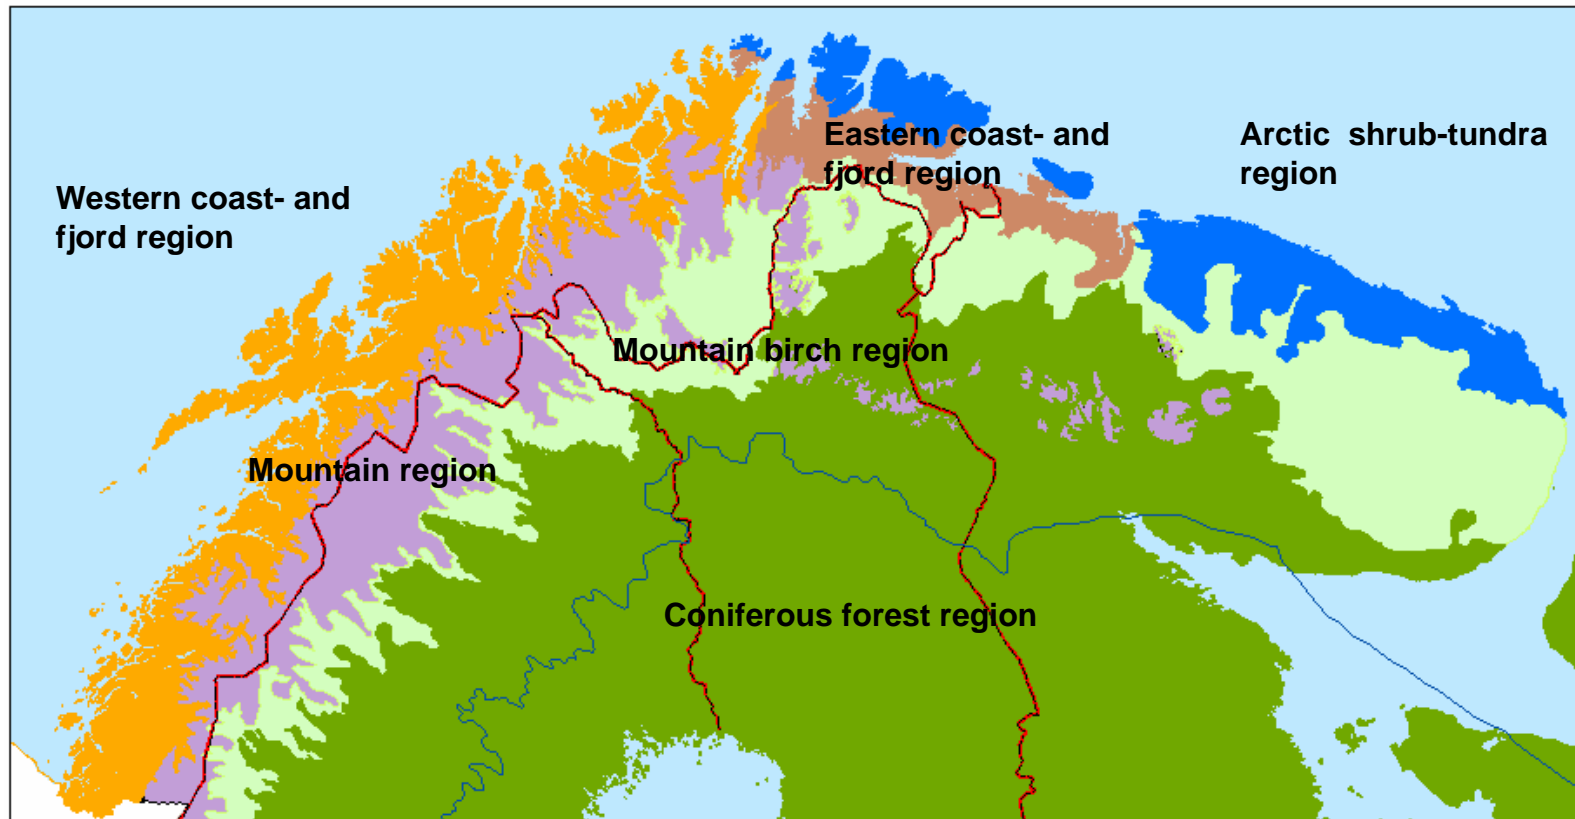 Eastern coast- and
fjord region
Arctic shrub-tundra
region
Western coast- and
fjord region
Mountain birch region
Mountain region
Coniferous forest region